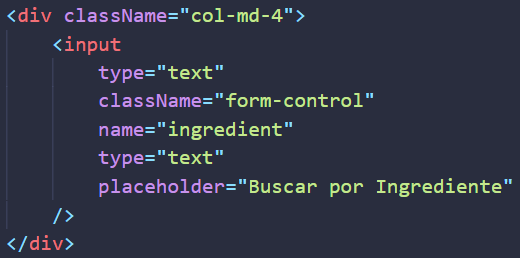 <div className="col-md-4">
<input
type="text"
className="form-control"
name="ingredient"
type="text"
placeholder="Buscar por Ingrediente"
/>
</div>